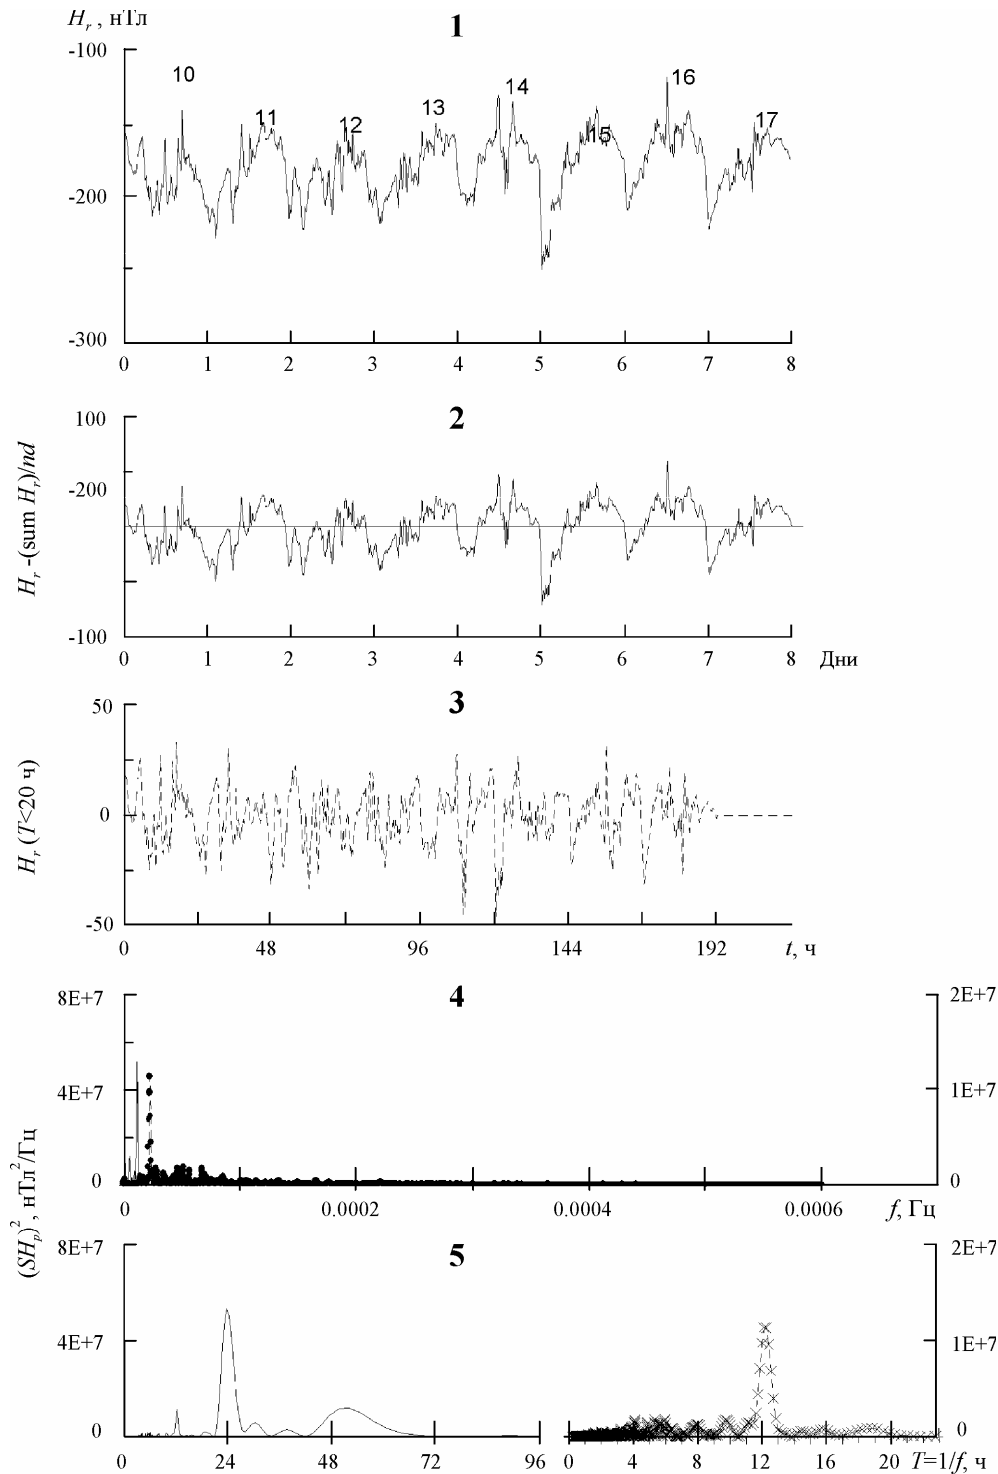 H_r , нТл
1
-100
-200
-300
10
11
12
13
14
15
16
17
0 1 2 3 4 5 6 7 8
2
H_r -(sum H_r)/nd
100
-200
-100
0 1 2 3 4 5 6 7 8 Дни
3
H_r (T<20 ч)
50
0
-50
0 48 96 144 192 t, ч
4
(SH_p)^2, нТл^2/Гц
8E+7
4E+7
0
2E+7
1E+7
0
0 0.0002 0.0004 0.0006 f, Гц
5
8E+7
4E+7
0
2E+7
1E+7
0
0 24 48 72 96
0 4 8 12 16 20 T=1/f, ч